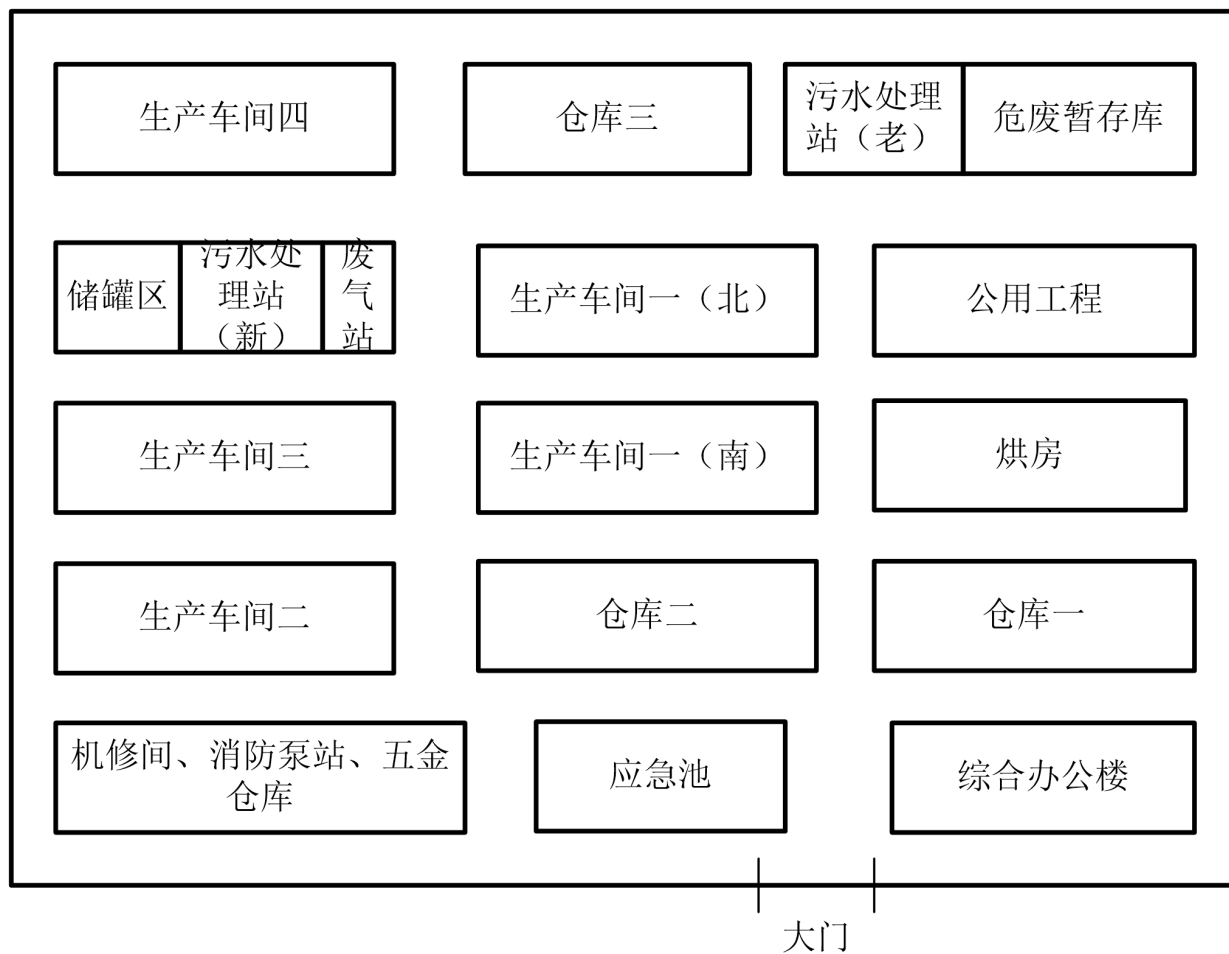 生产车间四
仓库三
污水处理
站（老）
危废暂存库
储罐区
污水处
理站
（新）
废
气
站
生产车间一（北）
公用工程
生产车间三
生产车间一（南）
烘房
生产车间二
仓库二
仓库一
机修间、消防泵站、五金
仓库
应急池
综合办公楼
大门